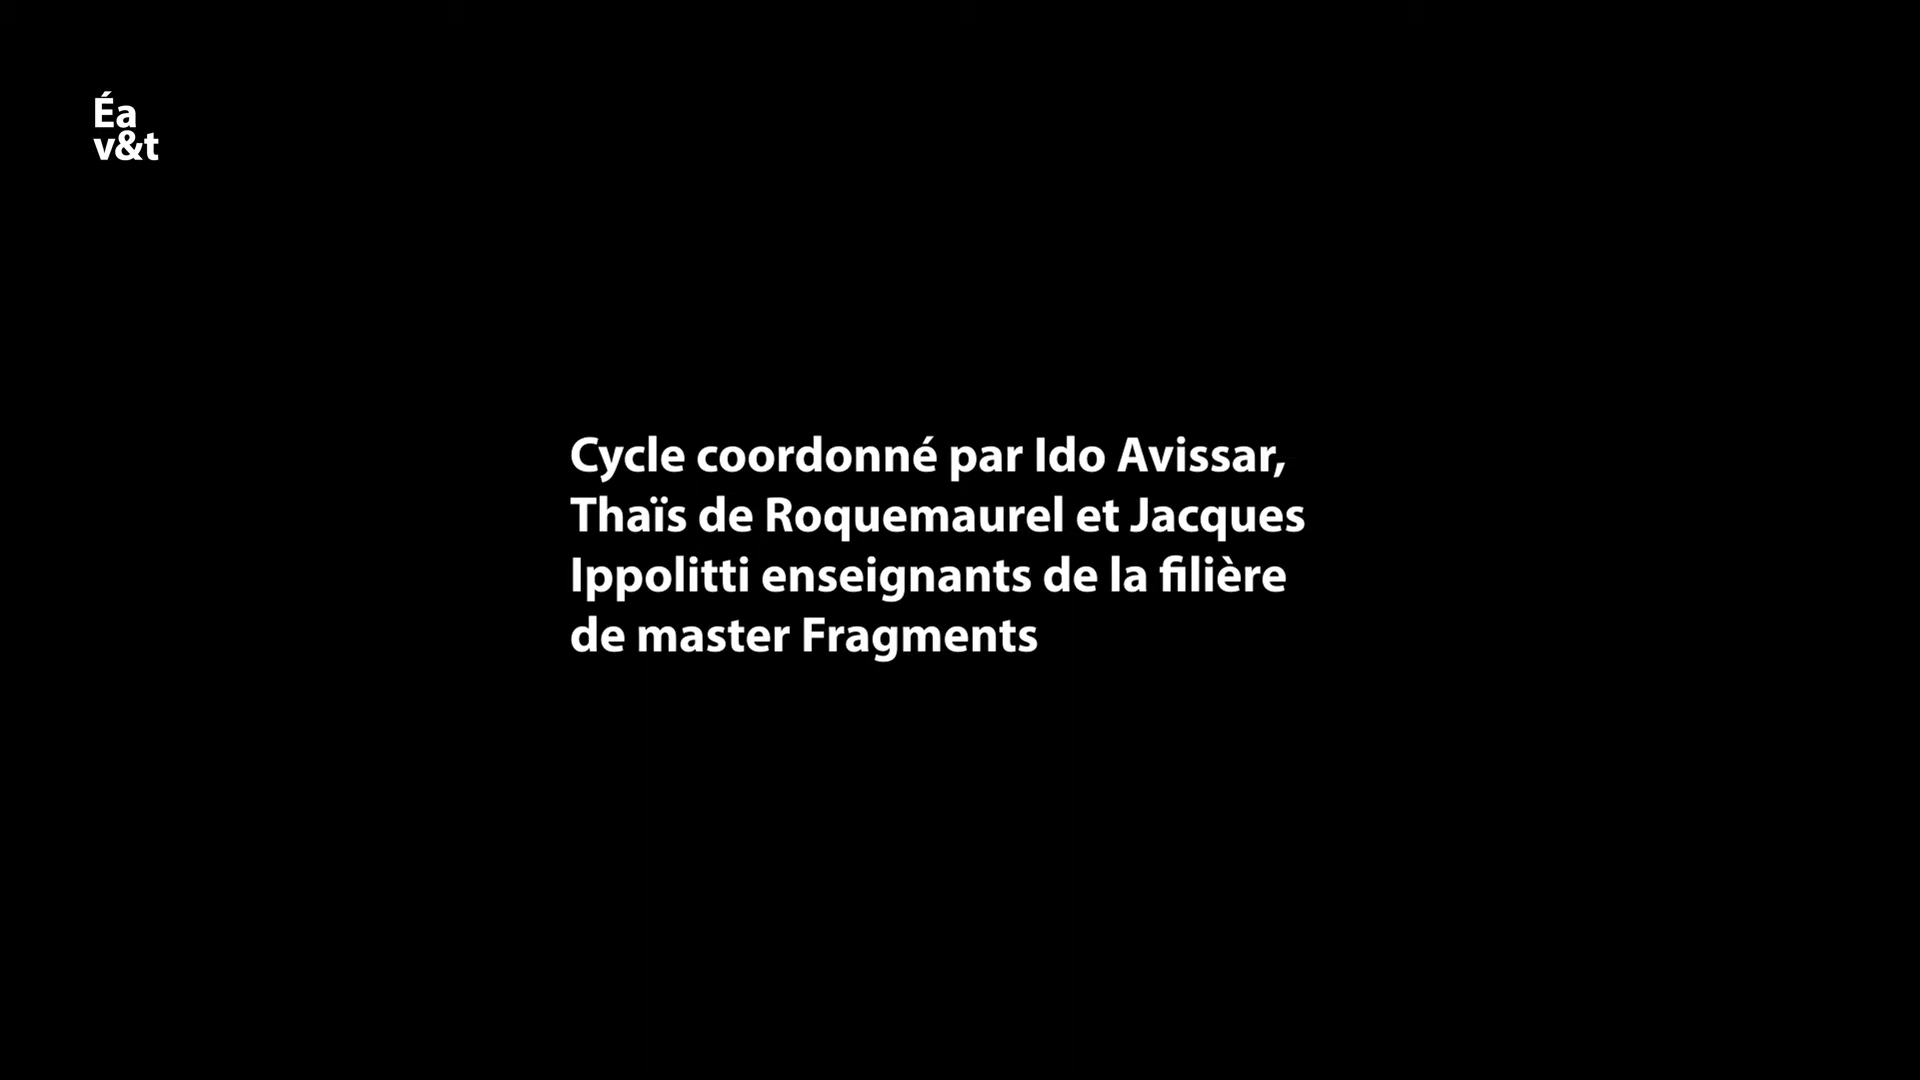 Éa
v&t
Cycle coordonné par Ido Avissar,
Thaïs de Roquemaurel et Jacques
Ippolitti enseignants de la filière
de master Fragments